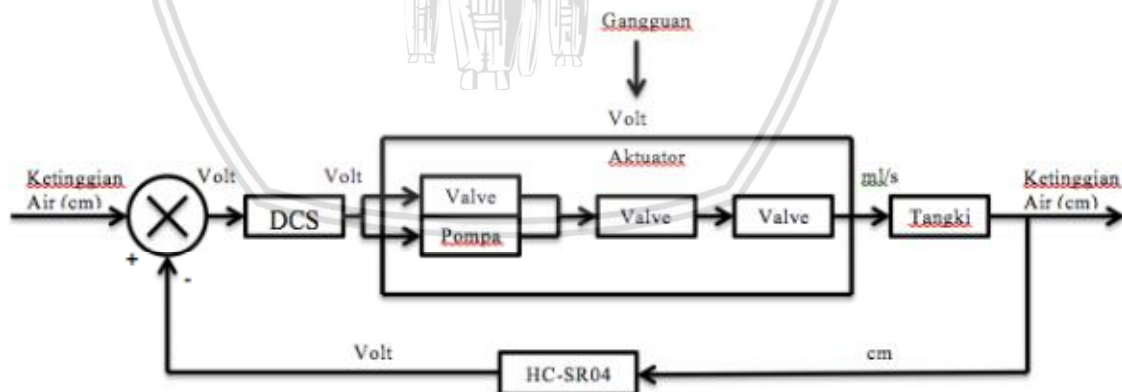 Gangguan
Volt
Aktuator
Ketinggian
Air (cm)
Volt
Volt
Valve
Pompa
Valve
Valve
ml/s
Ketinggian
Air (cm)
DCS
Tangki
+
-
Volt
cm
HC-SR04